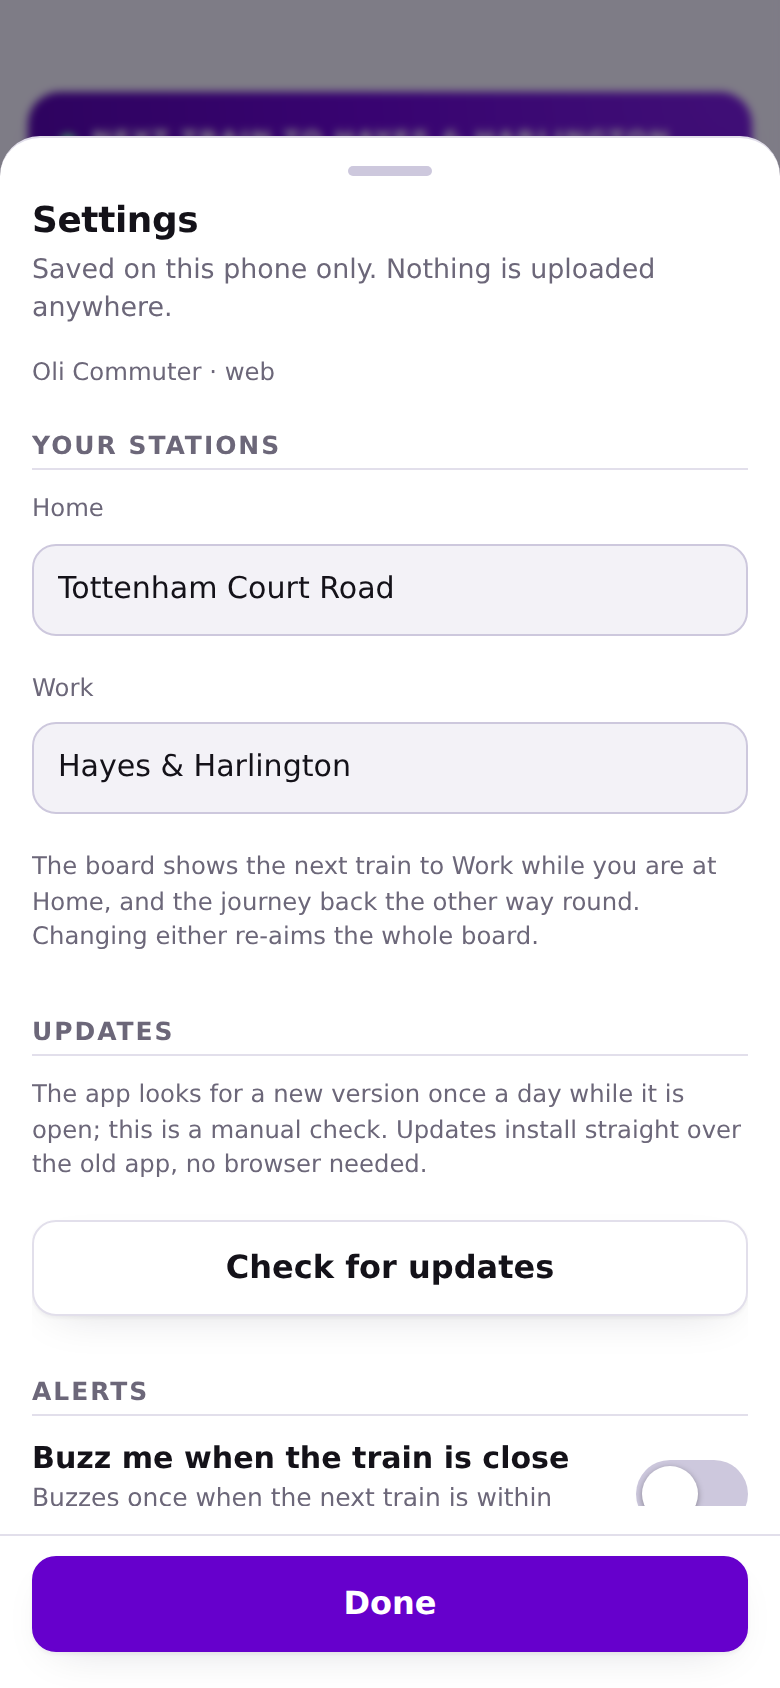 NEXT TRAIN TO HAYES & HARLINGTON
Settings
Saved on this phone only. Nothing is uploaded
anywhere.
Oli Commuter · web
YOUR STATIONS
Home
Tottenham Court Road
Work
Hayes & Harlington
The board shows the next train to Work while you are at
Home, and the journey back the other way round.
Changing either re-aims the whole board.
UPDATES
The app looks for a new version once a day while it is
open; this is a manual check. Updates install straight over
the old app, no browser needed.
Check for updates
ALERTS
Buzz me when the train is close
Buzzes once when the next train is within
Done